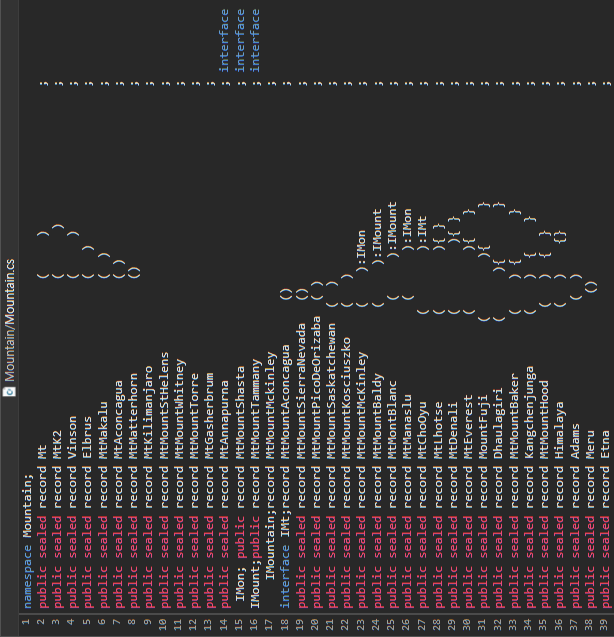 Mountain/Mountain.cs
1 namespace Mountain;
2 public sealed record Mt ( ) ;
3 public sealed record MtK2 ( ) ;
4 public sealed record Vinson ( ) ;
5 public sealed record Elbrus ( ) ;
6 public sealed record MtMakalu ( ) ;
7 public sealed record MtAconcagua ( ) ;
8 public sealed record MtMatterhorn () ;
9 public sealed record MtKilimanjaro ;
10 public sealed record MtMountStHelens ;
11 public sealed record MtMountWhitney ;
12 public sealed record MtMountTorre ;
13 public sealed record MtGasherbrum ;
14 public sealed record MtAnnapurna ; interface
15 IMon; public record MtMountShasta ; interface
16 IMount;public record MtMountTammany ; interface
17 IMountain;record MtMountMckinley ;
18 interface IMt;record MtMountAconcagua () ;
19 public sealed record MtMountSierraNevada () ;
20 public sealed record MtMountPicoDeOrizaba ( ) ;
21 public sealed record MtMountSaskatchewan ( ) ;
22 public sealed record MtMountKosciuszko ( ) ;
23 public sealed record MtMountMcKinley ( ):IMon ;
24 public sealed record MtMountBaldy ( ):IMount ;
25 public sealed record MtMontBlanc ( ):IMount ;
26 public sealed record MtManaslu ( ):IMon ;
27 public sealed record MtChoOyu ( ):IMt ;
28 public sealed record MtLhotse ( ){ } ;
29 public sealed record MtDenali ( ){ } ;
30 public sealed record MtEverest ( ){ } ;
31 public sealed record MountFuji ( ){ } ;
32 public sealed record Dhaulagiri ( ){ } ;
33 public sealed record MtMountBaker ( ){ } ;
34 public sealed record Kangchenjunga ( ) { } ;
35 public sealed record MtMountHood ( ) { } ;
36 public sealed record Himalaya ( ) {} ;
37 public sealed record Adams ( ) ;
38 public sealed record Meru () ;
39 public sealed record Etna ;